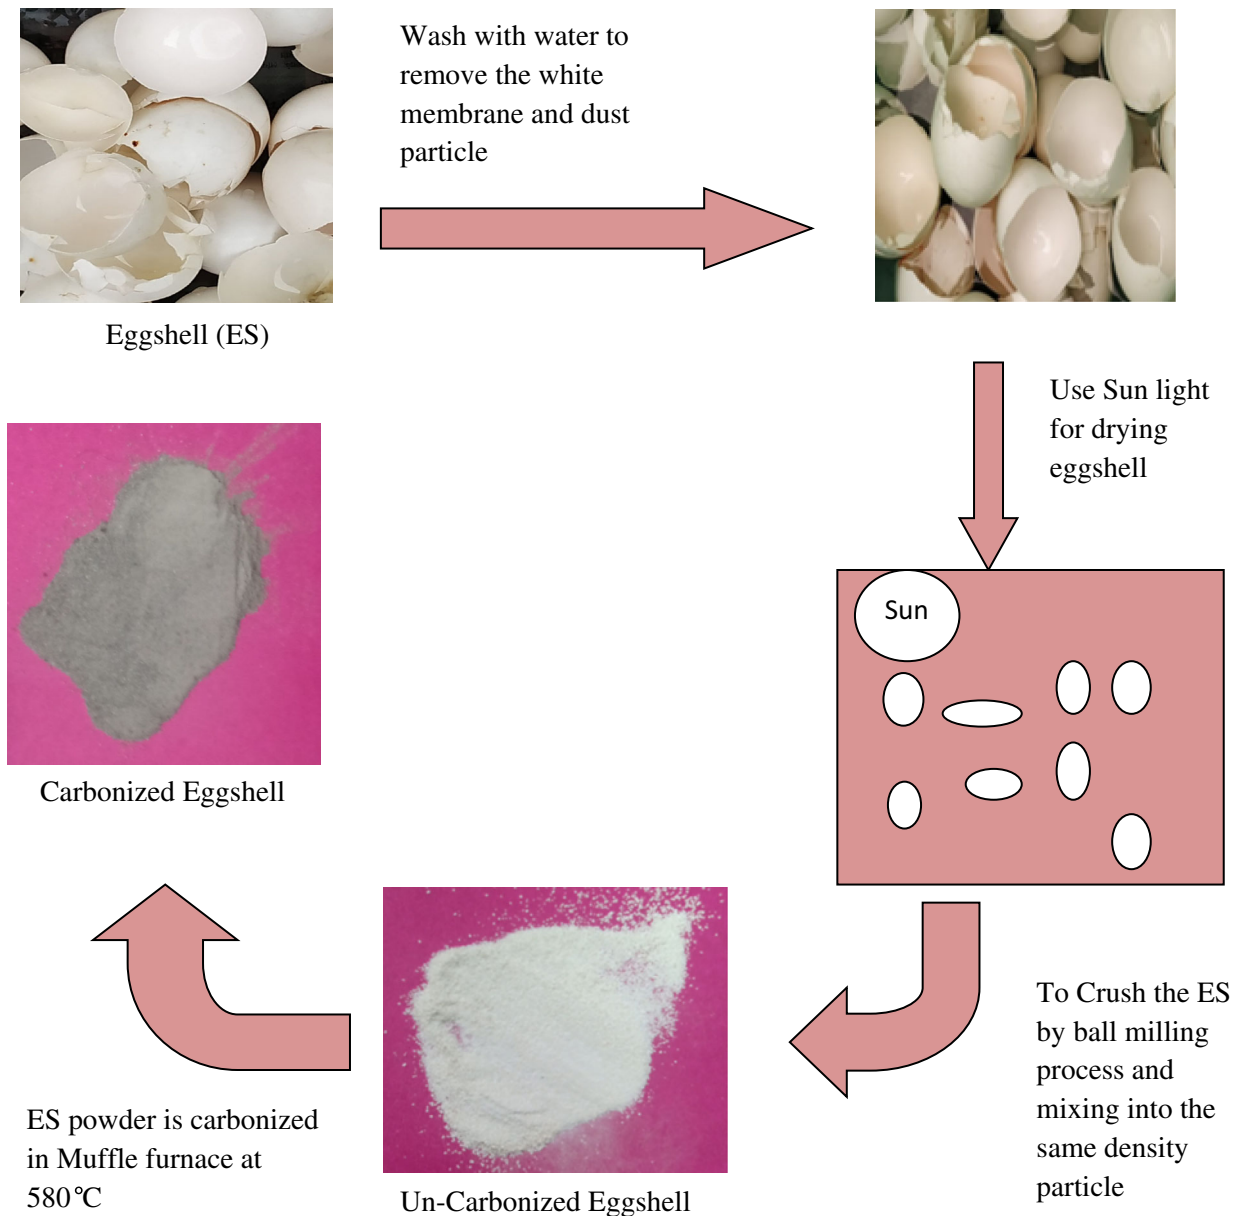 Wash with water to
remove the white
membrane and dust
particle
Eggshell (ES)
Use Sun light
for drying
eggshell
Sun
Carbonized Eggshell
To Crush the ES
by ball milling
process and
mixing into the
same density
particle
ES powder is carbonized
in Muffle furnace at
580℃
Un-Carbonized Eggshell